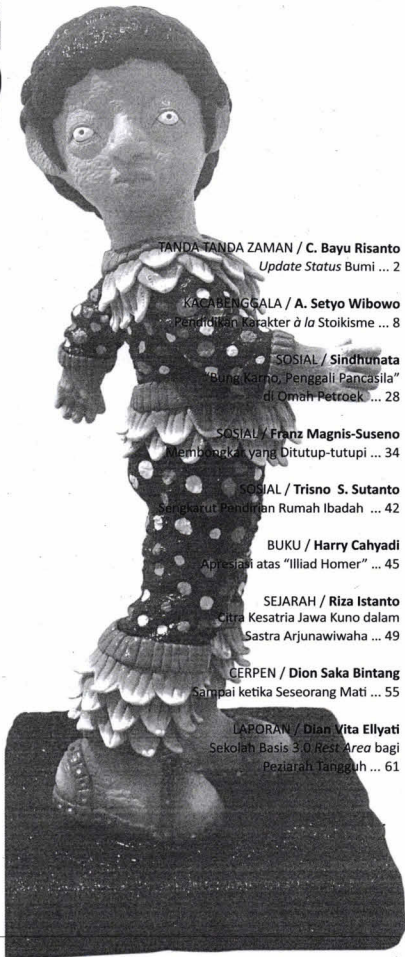 TANDA TANDA ZAMAN / C. Bayu Risanto
Update Status Bumi ... 2
KACABENGGALA / A. Setyo Wibowo
Pendidikan Karakter à la Stoikisme ... 8
SOSIAL / Sindhunata
"Bung Karno, Penggali Pancasila"
di Omah Petroek ... 28
SOSIAL / Franz Magnis-Suseno
Membongkar yang Ditutup-tutupi ... 34
SOSIAL / Trisno S. Sutanto
Sengkarut Pendirian Rumah Ibadah ... 42
BUKU / Harry Cahyadi
Apresiasi atas "Illiad Homer" ... 45
SEJARAH / Riza Istanto
Citra Kesatria Jawa Kuno dalam
Sastra Arjunawiwaha ... 49
CERPEN / Dion Saka Bintang
Sampai ketika Seseorang Mati ... 55
LAPORAN / Dian Vita Ellyati
Sekolah Basis 3.0 Rest Area bagi
Peziarah Tangguh ... 61